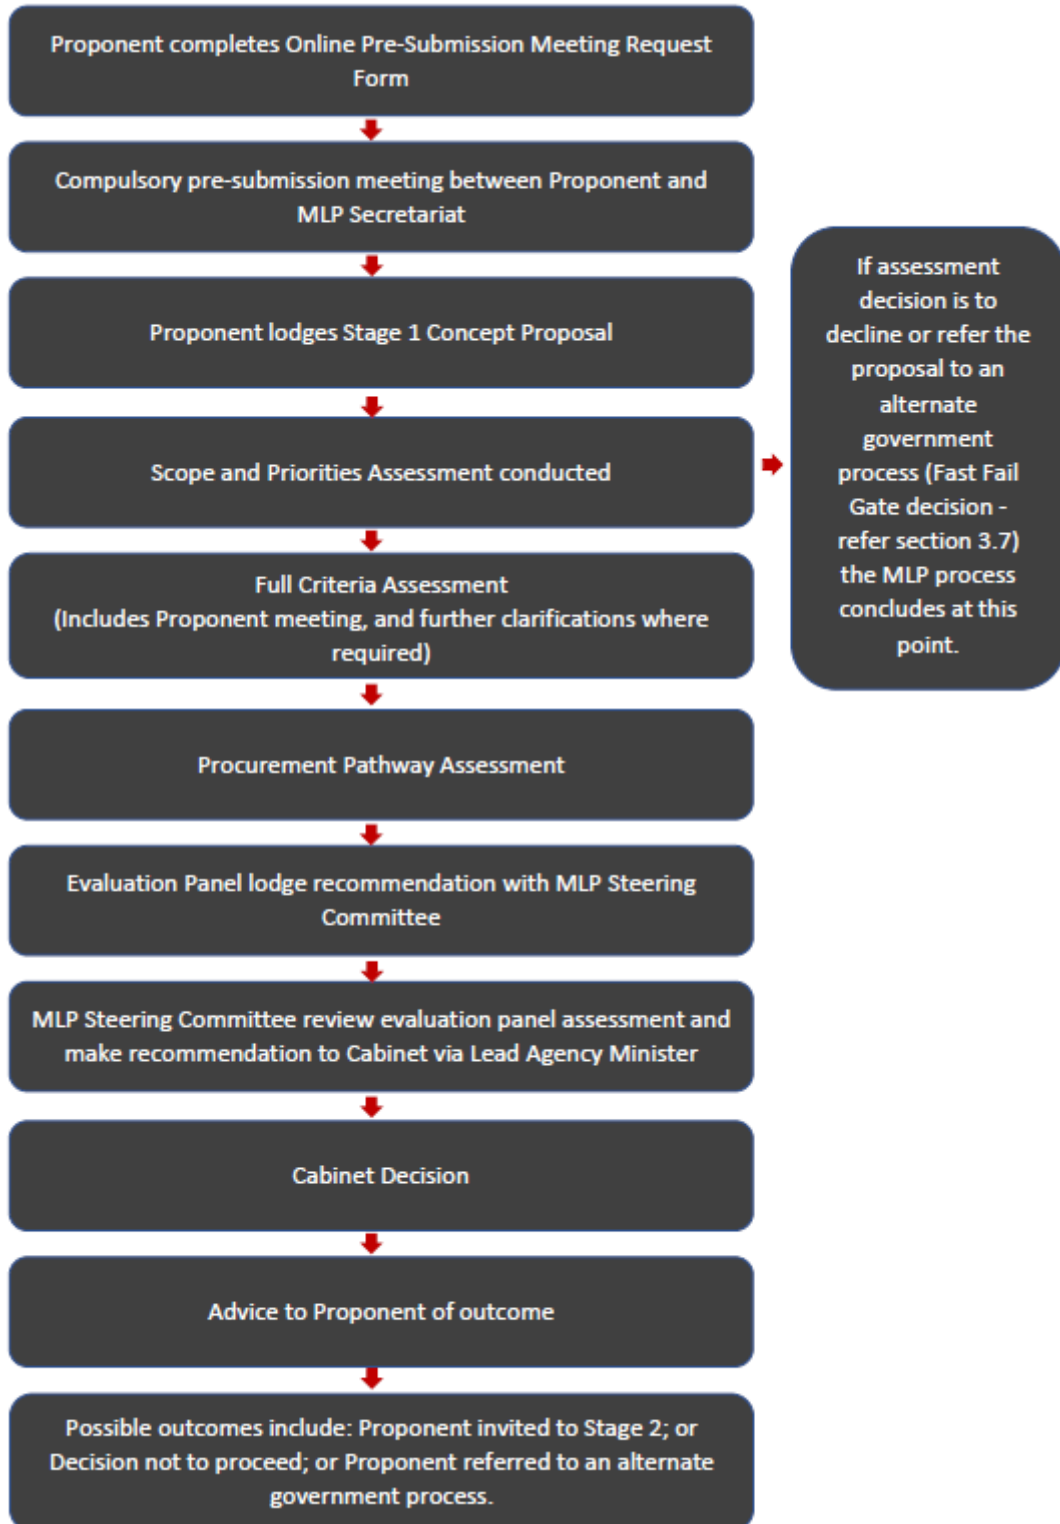 Proponent completes Online Pre-Submission Meeting Request
Form
Compulsory pre-submission meeting between Proponent and
MLP Secretariat
Proponent lodges Stage 1 Concept Proposal
Scope and Priorities Assessment conducted
If assessment
decision is to
decline or refer the
proposal to an
alternate
government
process (Fast Fail
Gate decision -
refer section 3.7)
the MLP process
concludes at this
point.
Full Criteria Assessment
(Includes Proponent meeting, and further clarifications where
required)
Procurement Pathway Assessment
Evaluation Panel lodge recommendation with MLP Steering
Committee
MLP Steering Committee review evaluation panel assessment and
make recommendation to Cabinet via Lead Agency Minister
Cabinet Decision
Advice to Proponent of outcome
Possible outcomes include: Proponent invited to Stage 2; or
Decision not to proceed; or Proponent referred to an alternate
government process.